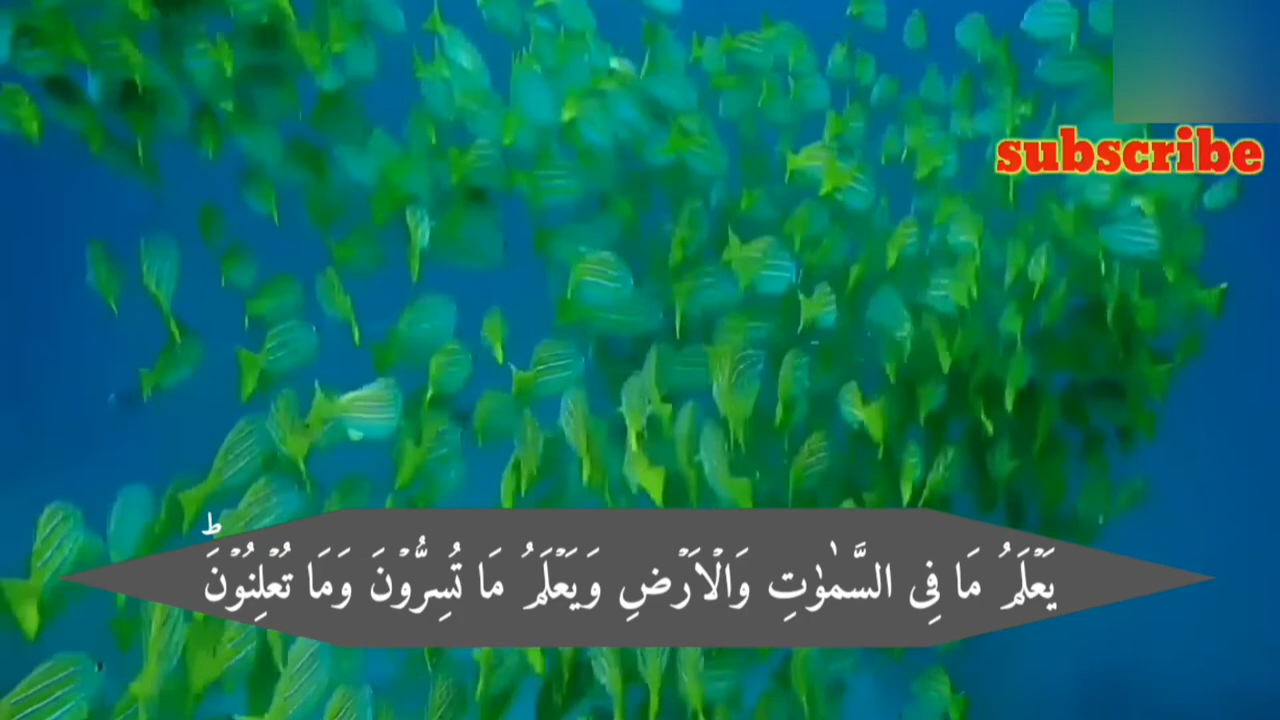 subscribe
يَعۡلَمُ مَا فِى السَّمٰوٰتِ وَالۡاَرۡضِ وَيَعۡلَمُ مَا تُسِرُّوۡنَ وَمَا تُعۡلِنُوۡنَؕ